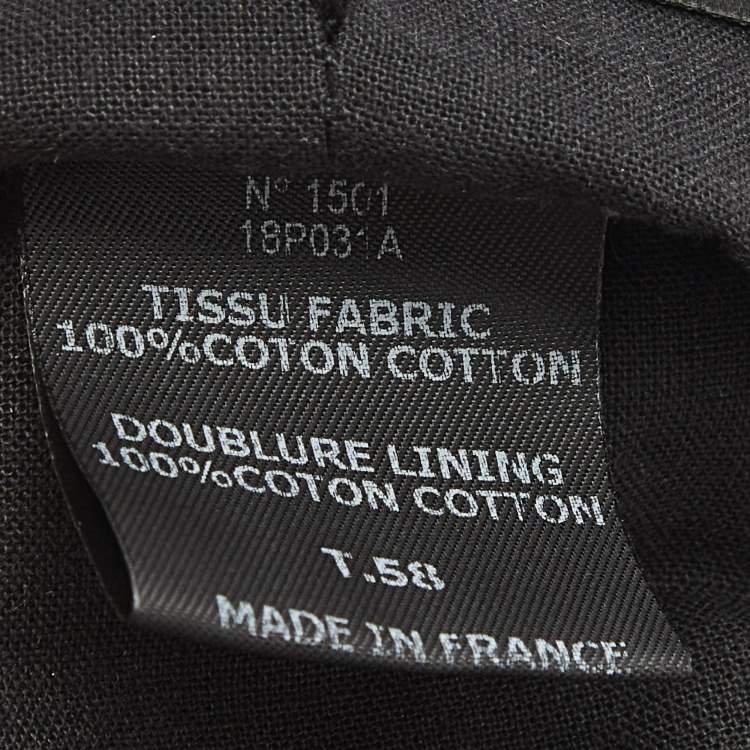 N° 1501
18P031A
TISSU FABRIC
100%COTON COTTON
DOUBLURE LINING
100%COTON COTTON
T.58
MADE IN FRANCE